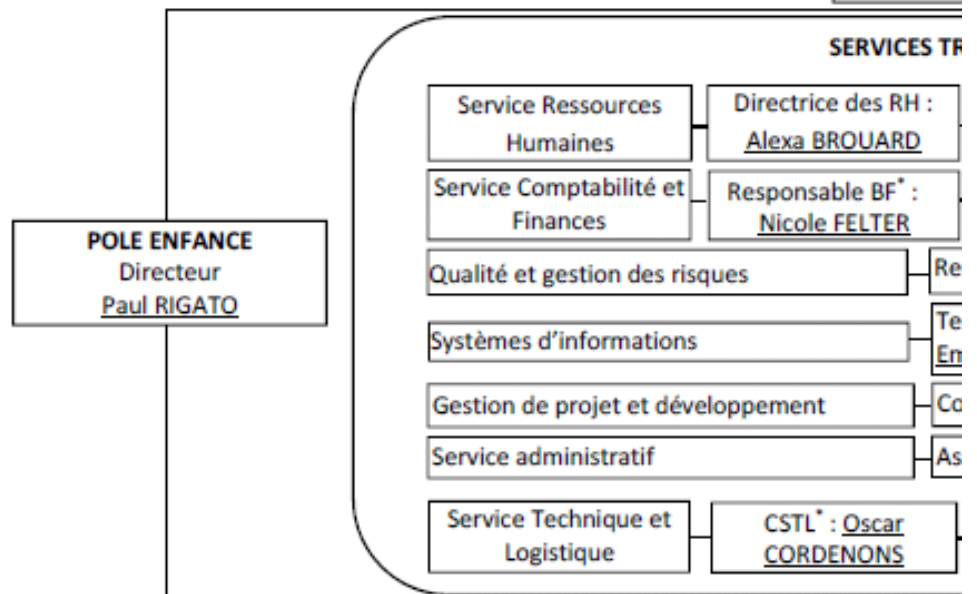 SERVICES TR
Service Ressources
Humaines
Directrice des RH :
Alexa BROUARD
Service Comptabilité et
Finances
Responsable BF* :
Nicole FELTER
POLE ENFANCE
Directeur
Paul RIGATO
Qualité et gestion des risques
Re
Systèmes d'informations
Te
Em
Gestion de projet et développement
Co
Service administratif
As
Service Technique et
Logistique
CSTL* : Oscar
CORDENONS